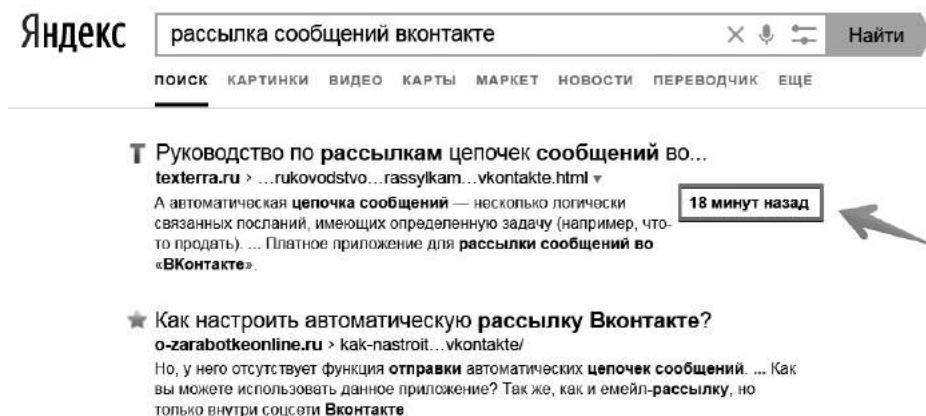 Яндекс
рассылка сообщений вконтакте
Найти
ПОИСК КАРТИНКИ ВИДЕО КАРТЫ МАРКЕТ НОВОСТИ ПЕРЕВОДЧИК ЕЩЁ
Т Руководство по рассылкам цепочек сообщений во...
texterra.ru › ...rukovodstvo...rassylkam...vkontakte.html
А автоматическая цепочка сообщений — несколько логически
18 минут назад
связанных посланий, имеющих определенную задачу (например, что-
то продать). ... Платное приложение для рассылки сообщений во
«ВКонтакте».
Как настроить автоматическую рассылку Вконтакте?
o-zarabotkeonline.ru › kak-nastroit...vkontakte/
Но, у него отсутствует функция отправки автоматических цепочек сообщений. ... Как
вы можете использовать данное приложение? Так же, как и емейл-рассылку, но
только внутри соцсети Вконтакте.